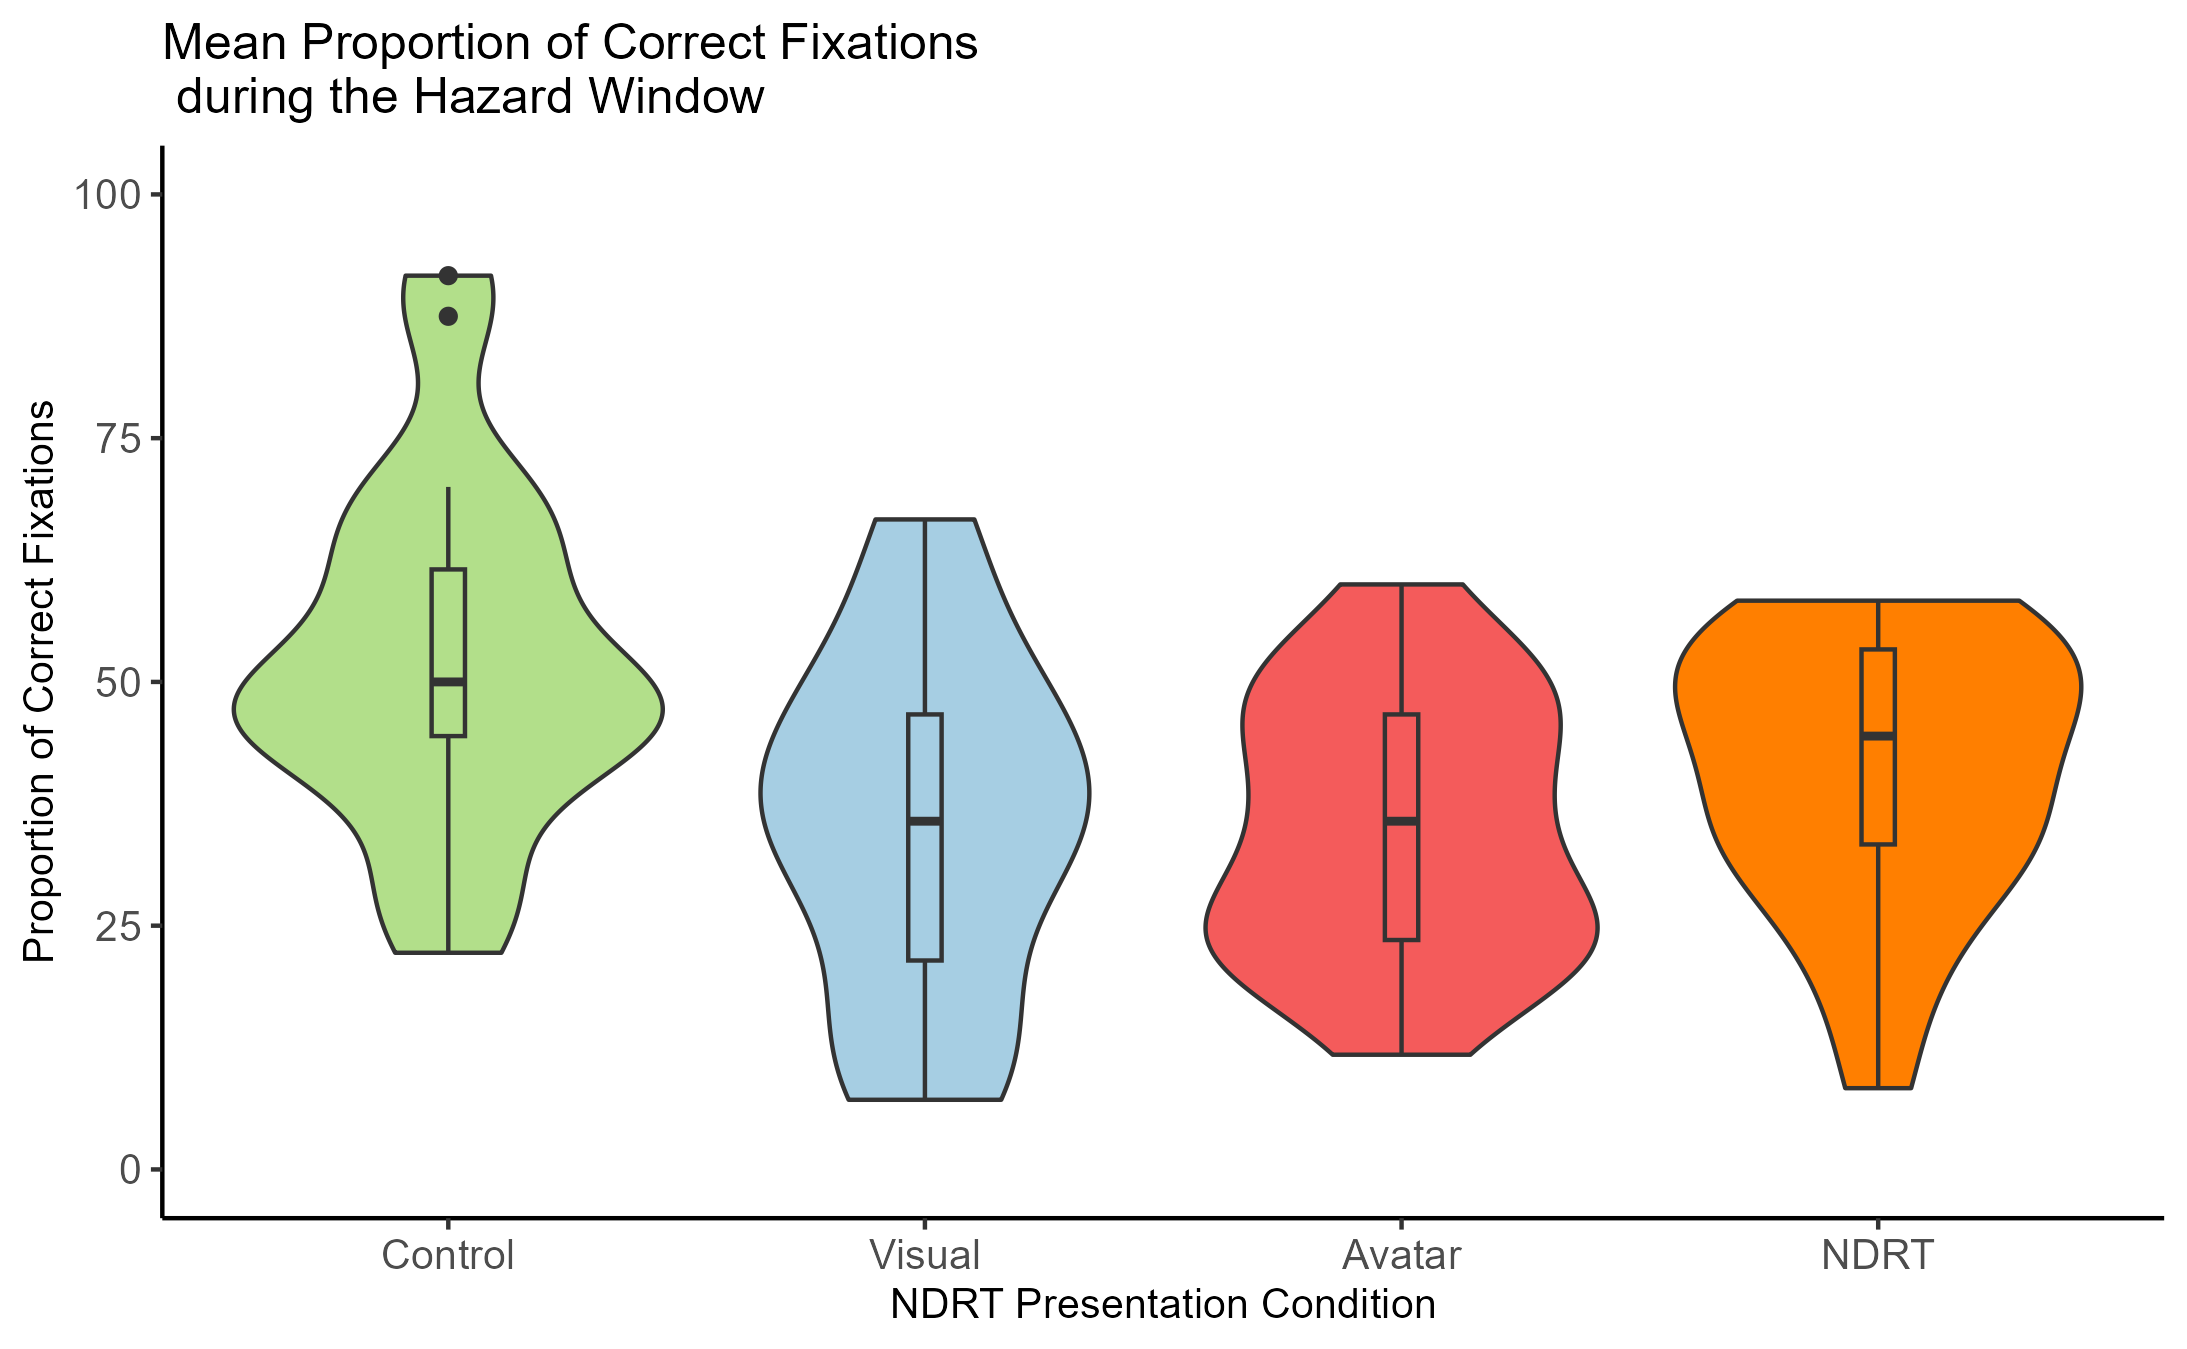 Mean Proportion of Correct Fixations
during the Hazard Window
Proportion of Correct Fixations
100
75
50
25
0
Control
Visual
Avatar
NDRT
NDRT Presentation Condition